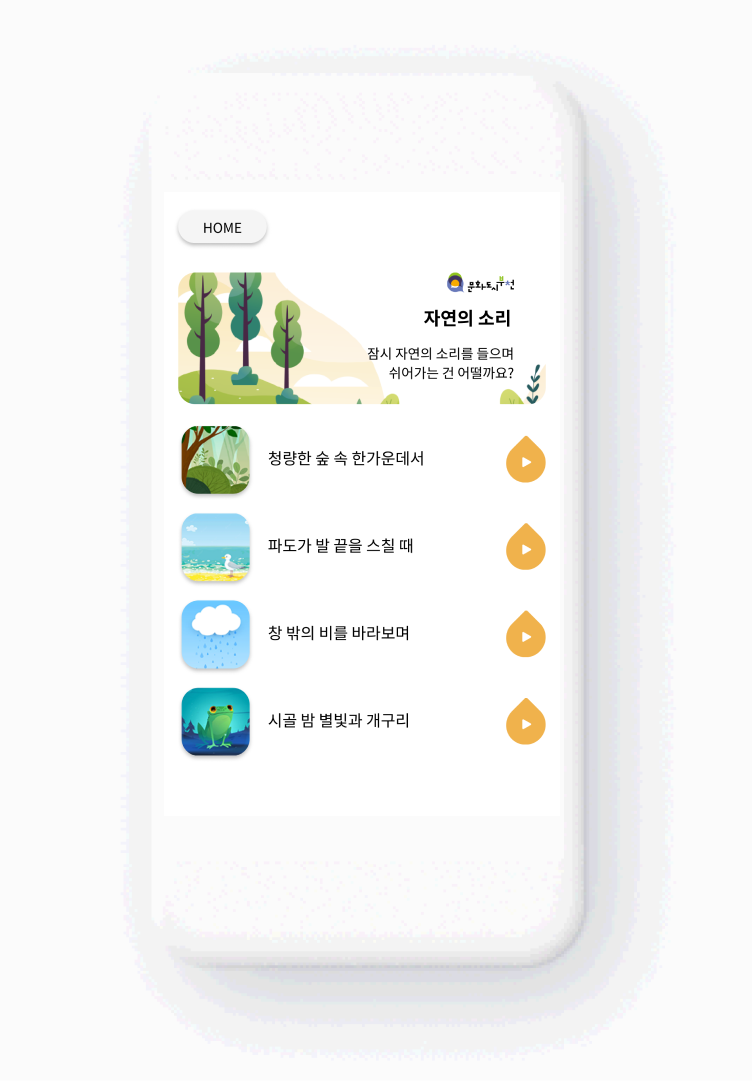 HOME
문화도시부천
자연의 소리
잠시 자연의 소리를 들으며
쉬어가는 건 어떨까요?
청량한 숲 속 한가운데서
파도가 발 끝을 스칠 때
창 밖의 비를 바라보며
시골 밤 별빛과 개구리